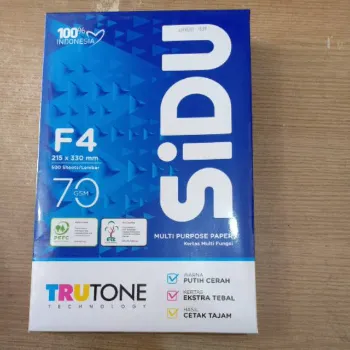 100%
INDONESIA
SiDU
F4
215 x 330 mm
500 Sheets/Lembar
70
GSM
PEFC
MULTI PURPOSE PAPER
Kertas Multi Fungsi
TRUTONE
TECHNOLOGY
WARNA
PUTIH CERAH
KERTAS
EKSTRA TEBAL
HASIL
CETAK TAJAM